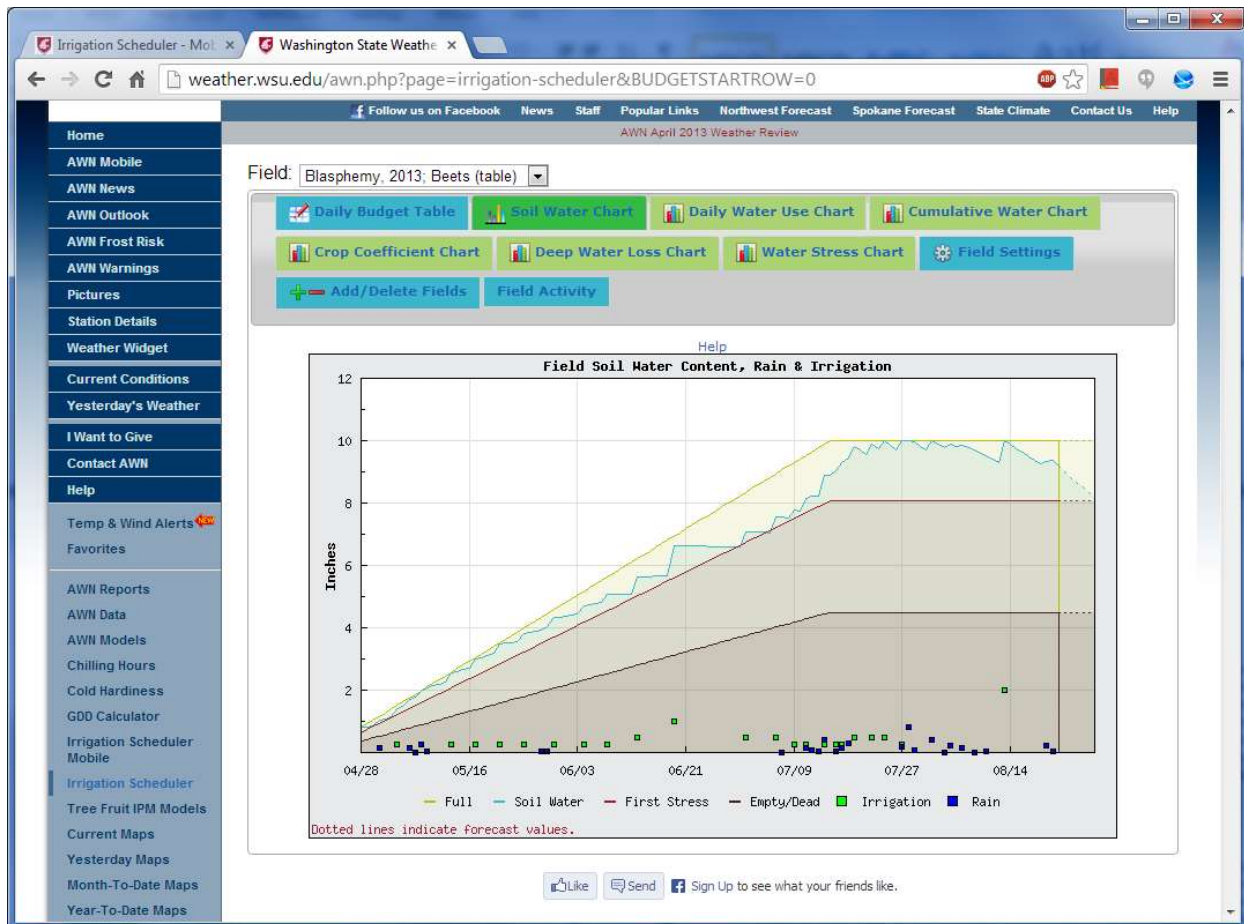 Irrigation Scheduler - Mob
Washington State Weathe
weather.wsu.edu/awn.php?page=irrigation-scheduler&BUDGETSTARROW=0
ABP
Follow us on Facebook News Staff Popular Links Northwest Forecast Spokane Forecast State Climate Contact Us Help
AWN April 2013 Weather Review
Home
AWN Mobile
AWN News
AWN Outlook
AWN Frost Risk
AWN Warnings
Pictures
Station Details
Weather Widget
Current Conditions
Yesterday's Weather
I Want to Give
Contact AWN
Help
Temp & Wind Alerts NEW
Favorites
AWN Reports
AWN Data
AWN Models
Chilling Hours
Cold Hardiness
GDD Calculator
Irrigation Scheduler
Mobile
Irrigation Scheduler
Tree Fruit IPM Models
Current Maps
Yesterday Maps
Month-To-Date Maps
Year-To-Date Maps
Field: Blasphemy, 2013; Beets (table)
Daily Budget Table Soil Water Chart Daily Water Use Chart Cumulative Water Chart
Crop Coefficient Chart Deep Water Loss Chart Water Stress Chart Field Settings
Add/Delete Fields Field Activity
Help
Field Soil Water Content, Rain & Irrigation
12
10
8
6
4
2
Inches
04/28 05/16 06/03 06/21 07/09 07/27 08/14
Full Soil Water First Stress Empty/Dead Irrigation Rain
Dotted lines indicate forecast values.
Like Send Sign Up to see what your friends like.